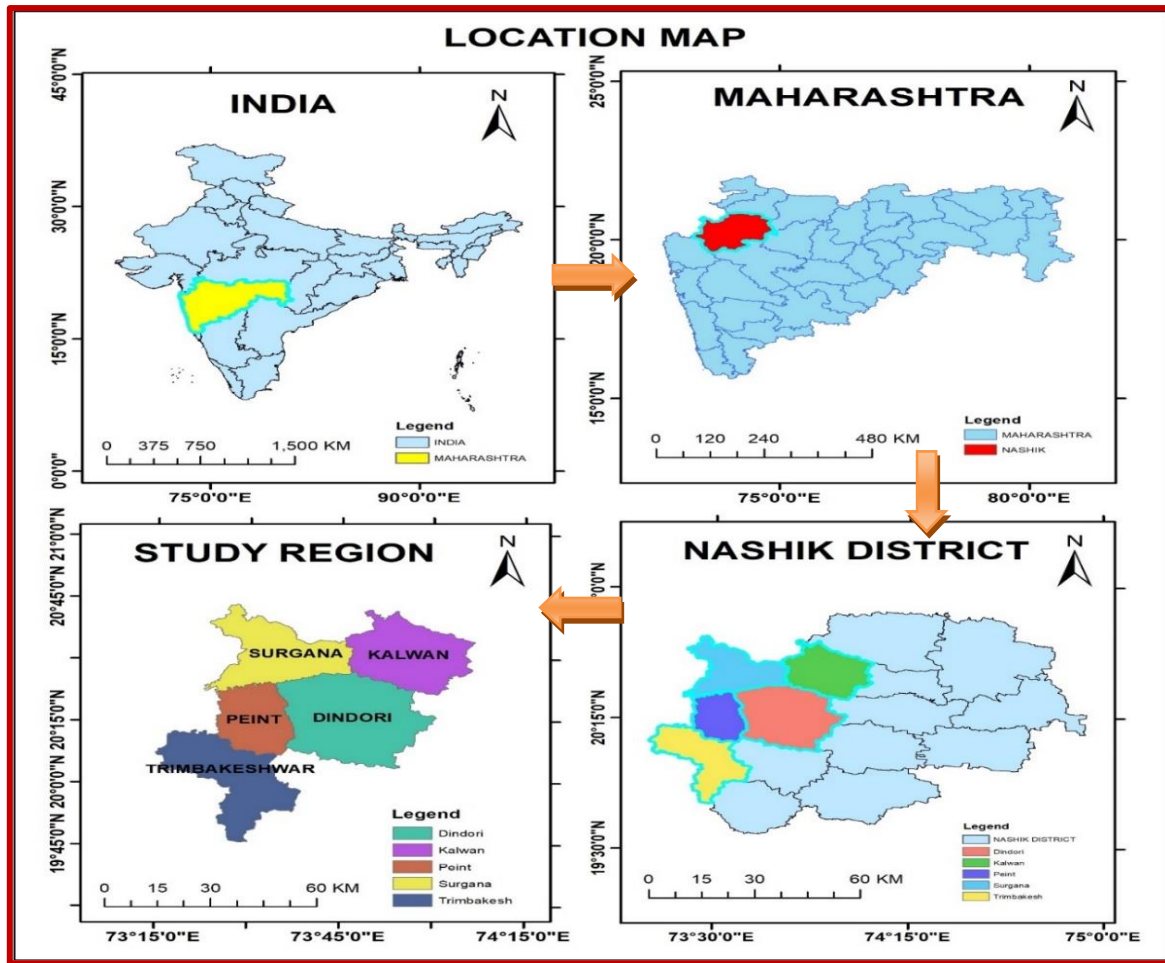 LOCATION MAP
INDIA
N
45°0'0"N
30°0'0"N
15°0'0"N
0°0'0"
Legend
INDIA
MAHARASHTRA
0 375 750 1,500 KM
75°0'0"E 90°0'0"E
MAHARASHTRA
N
25°0'0"N
20°0'0"N
15°0'0"N
Legend
MAHARASHTRA
NASHIK
0 120 240 480 KM
75°0'0"E 80°0'0"E
STUDY REGION
N
21°0'0"N
20°45'0"N
20°15'0"N
20°0'0"N
19°45'0"N
SURGANA
KALWAN
PEINT
DINDORI
TRIMBAKESHWAR
Legend
Dindori
Kalwan
Peint
Surgana
Trimbakesh
0 15 30 60 KM
73°15'0"E 73°45'0"E 74°15'0"E
NASHIK DISTRICT
N
20°15'0"N
19°30'0"N
Legend
NASHIK DISTRICT
Dindori
Kalwan
Peint
Surgana
Trimbakesh
0 15 30 60 KM
73°30'0"E 74°15'0"E 75°0'0"E